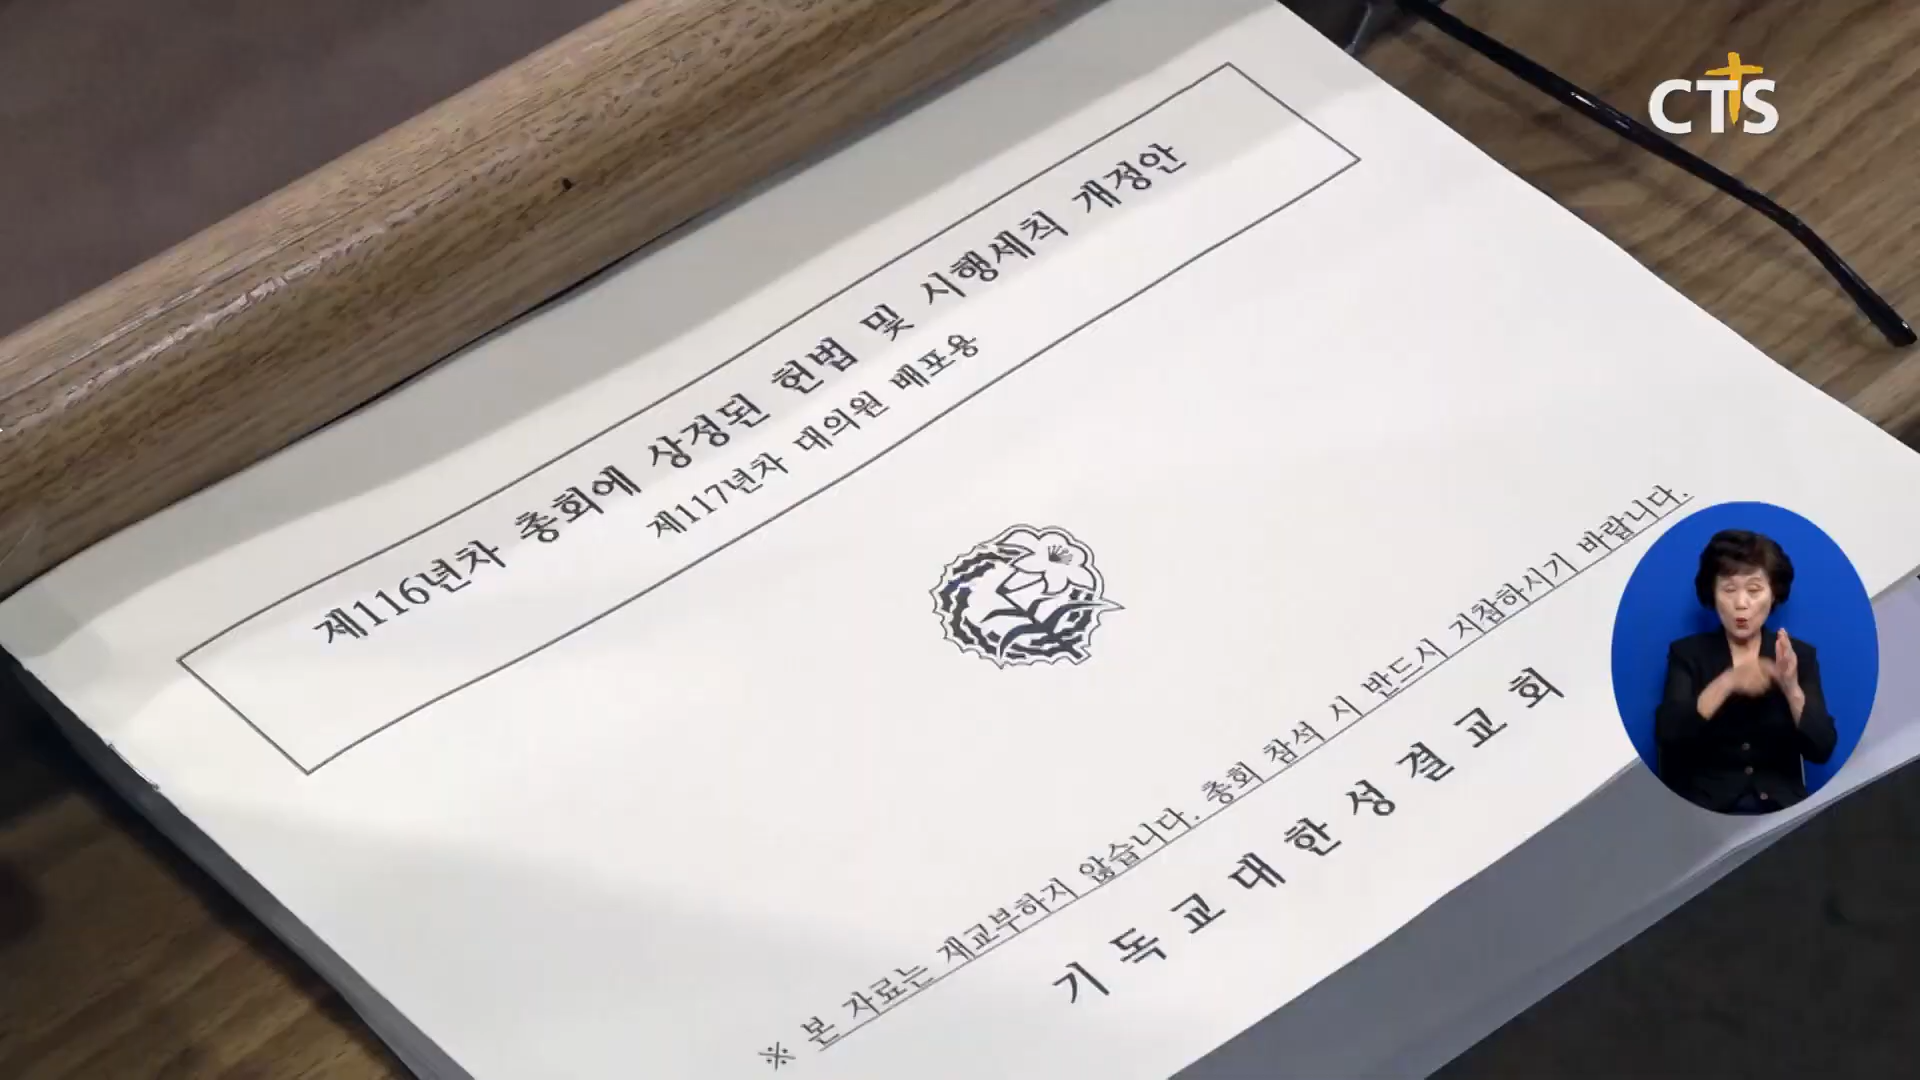 CTS
제116년차 총회에 상정된 헌법 및 시행세칙 개정안
제117년차 대의원 배포용
※ 본 자료는 재교부하지 않습니다. 총회 참석 시 반드시 지참하시기 바랍니다.
기독교대한성결교회